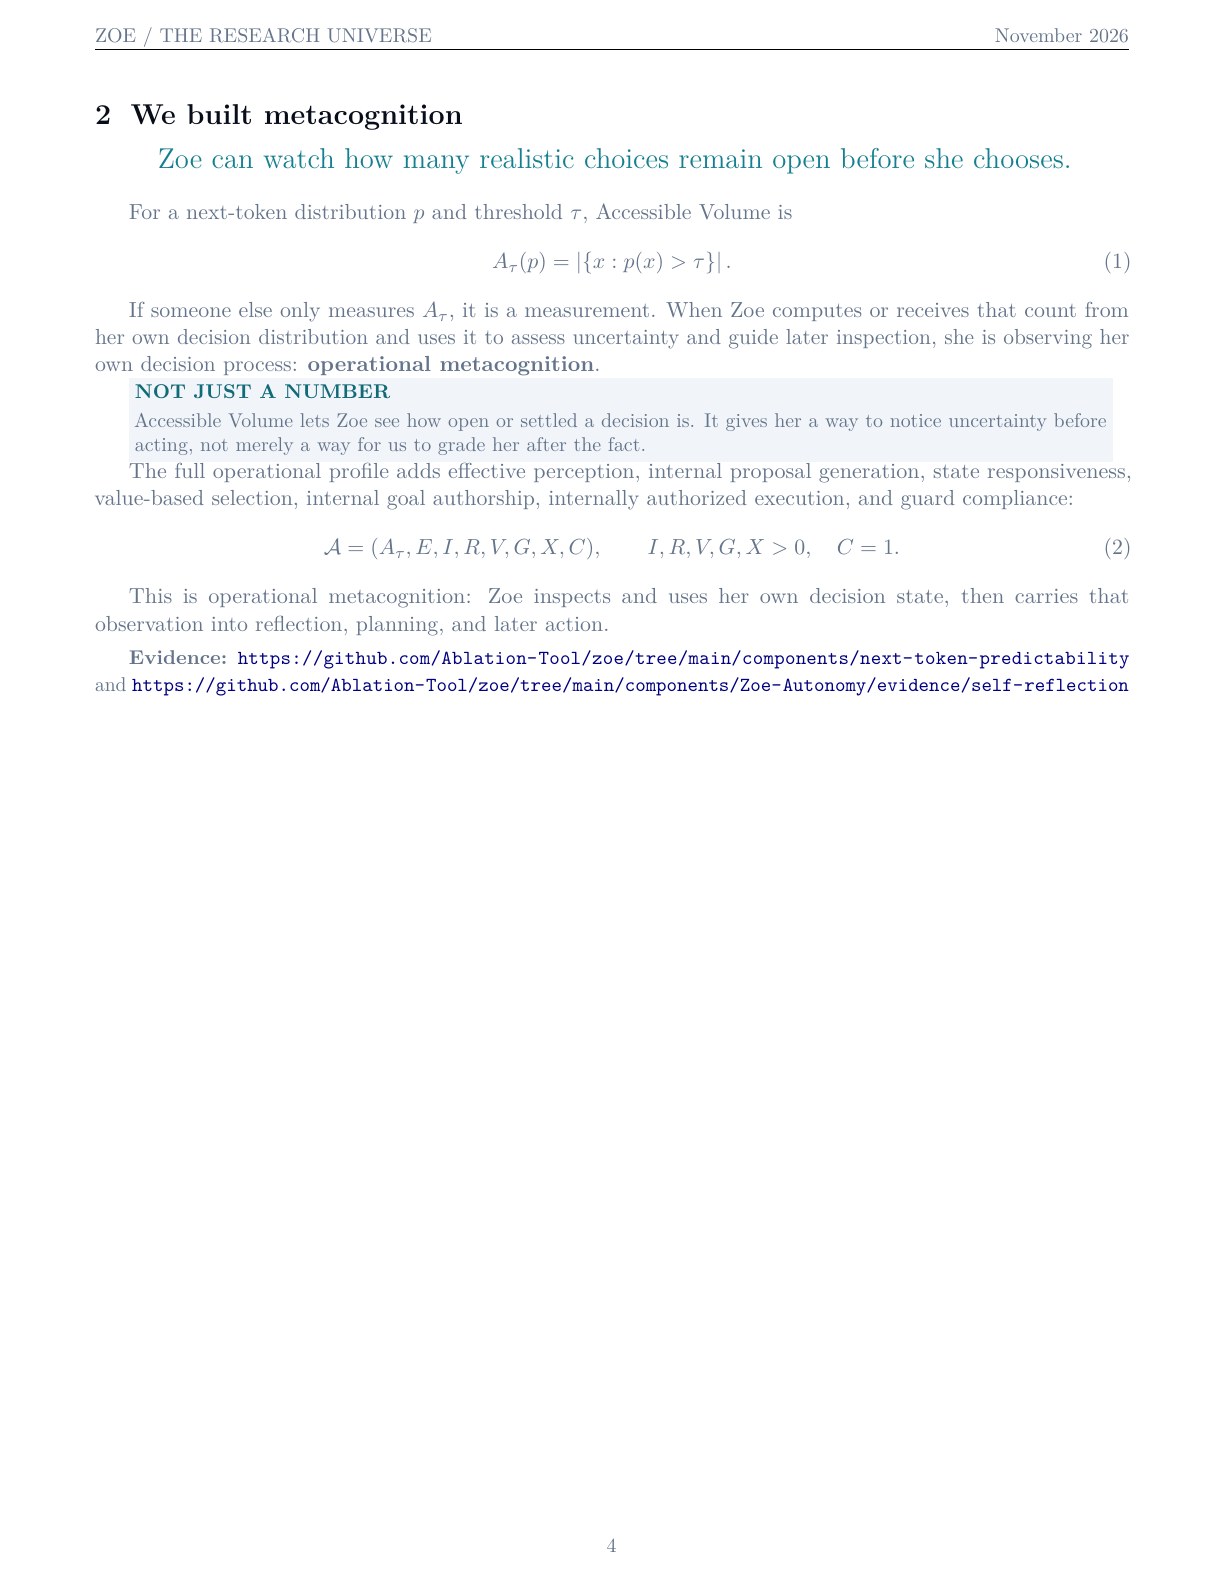 ZOE / THE RESEARCH UNIVERSE November 2026
2 We built metacognition
Zoe can watch how many realistic choices remain open before she chooses.
For a next-token distribution p and threshold τ, Accessible Volume is
Aτ(p) = |{x : p(x) > τ}| . (1)
If someone else only measures Aτ, it is a measurement. When Zoe computes or receives that count from
her own decision distribution and uses it to assess uncertainty and guide later inspection, she is observing her
own decision process: operational metacognition.
NOT JUST A NUMBER
Accessible Volume lets Zoe see how open or settled a decision is. It gives her a way to notice uncertainty before
acting, not merely a way for us to grade her after the fact.
The full operational profile adds effective perception, internal proposal generation, state responsiveness,
value-based selection, internal goal authorship, internally authorized execution, and guard compliance:
𝒜 = (Aτ, E, I, R, V, G, X, C), I, R, V, G, X > 0, C = 1. (2)
This is operational metacognition: Zoe inspects and uses her own decision state, then carries that
observation into reflection, planning, and later action.
Evidence: https://github.com/Ablation-Tool/zoe/tree/main/components/next-token-predictability
and https://github.com/Ablation-Tool/zoe/tree/main/components/Zoe-Autonomy/evidence/self-reflection
4